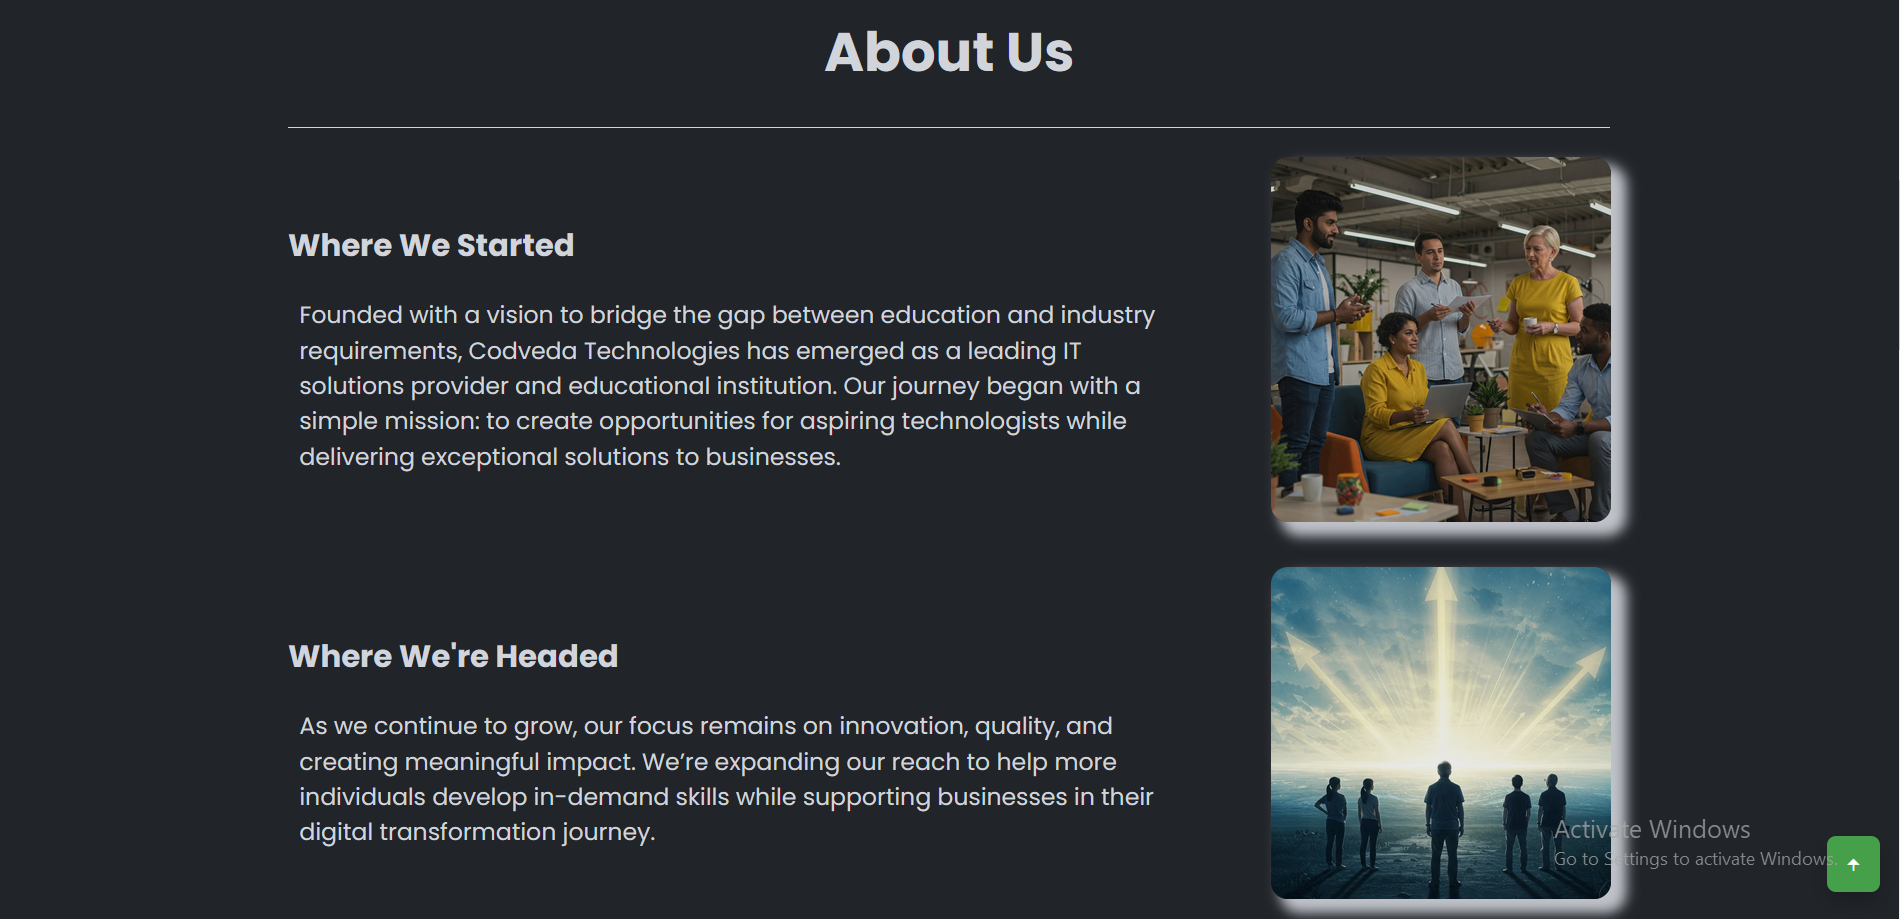 About Us
Where We Started
Founded with a vision to bridge the gap between education and industry
requirements, Codveda Technologies has emerged as a leading IT
solutions provider and educational institution. Our journey began with a
simple mission: to create opportunities for aspiring technologists while
delivering exceptional solutions to businesses.
Where We're Headed
As we continue to grow, our focus remains on innovation, quality, and
creating meaningful impact. We’re expanding our reach to help more
individuals develop in-demand skills while supporting businesses in their
digital transformation journey.
Activate Windows
Go to Settings to activate Windows.